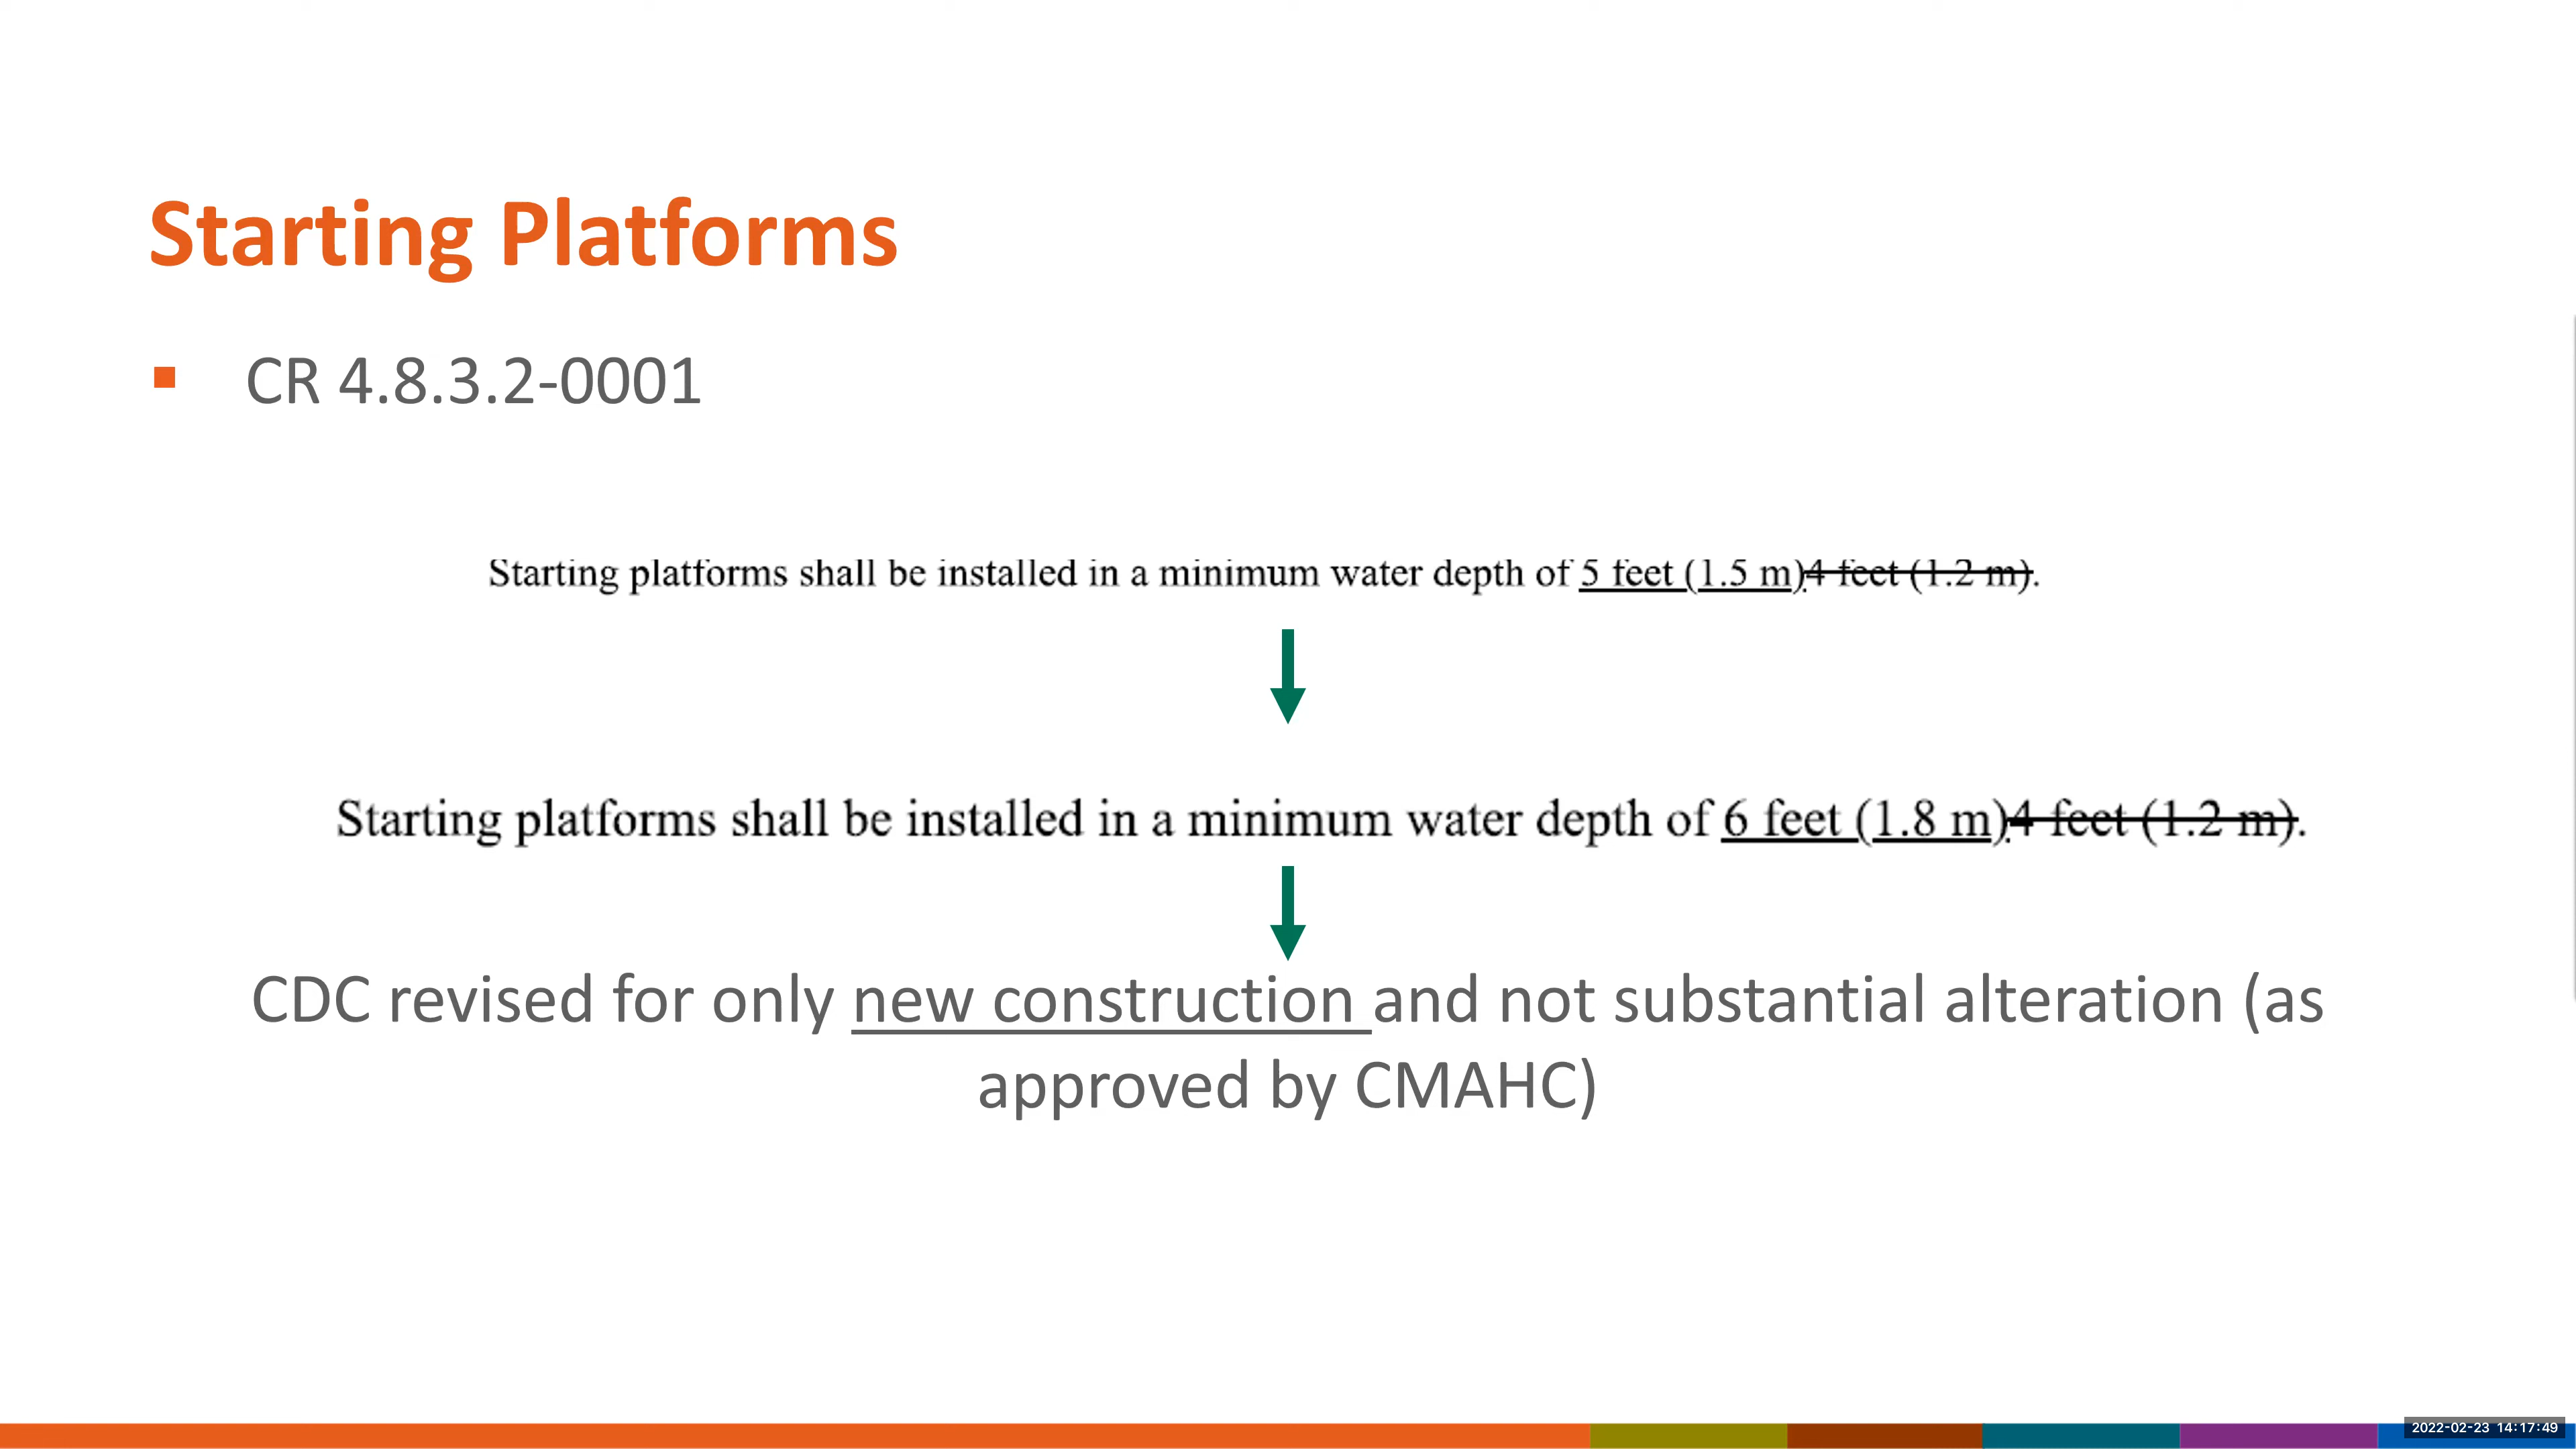 Starting Platforms
▪ CR 4.8.3.2-0001
Starting platforms shall be installed in a minimum water depth of 5 feet (1.5 m)4 feet (1.2 m).
Starting platforms shall be installed in a minimum water depth of 6 feet (1.8 m)4 feet (1.2 m).
CDC revised for only new construction and not substantial alteration (as
approved by CMAHC)
2022-02-23 14:17:49